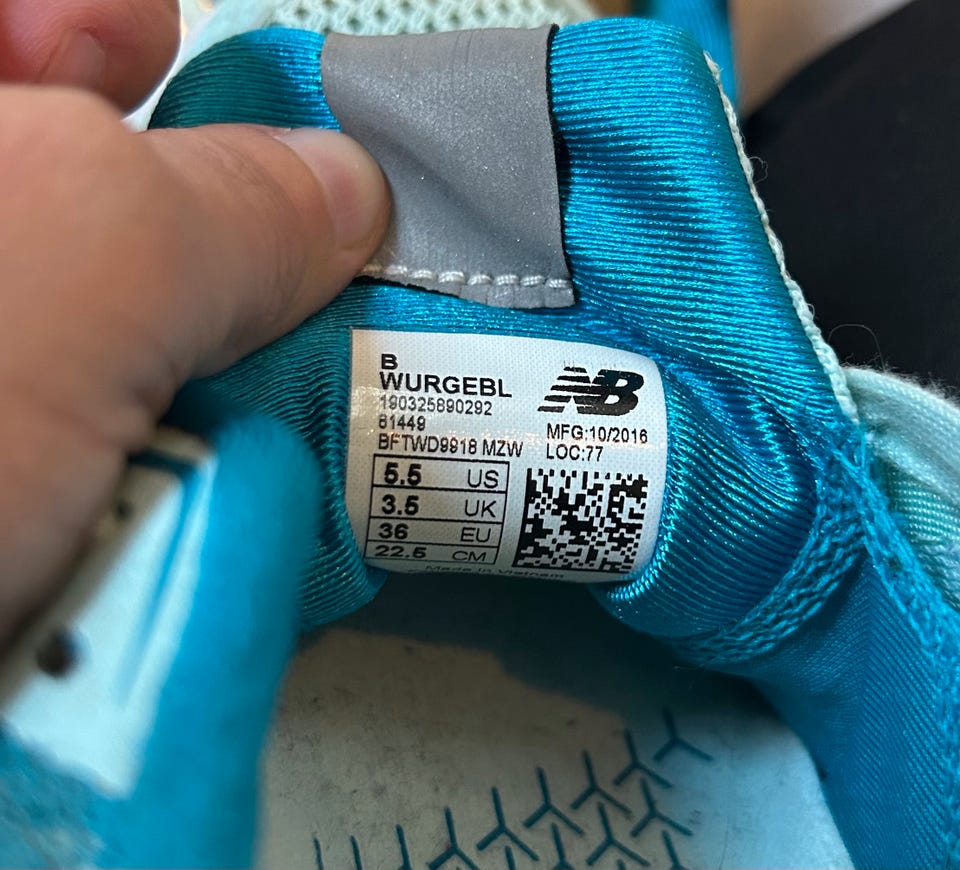 B
WURGEBL
190325890292
81449
BFTWD9918 MZW
NB
MFG:10/2016
LOC:77
5.5 US
3.5 UK
36 EU
22.5 CM
Made in Vietnam